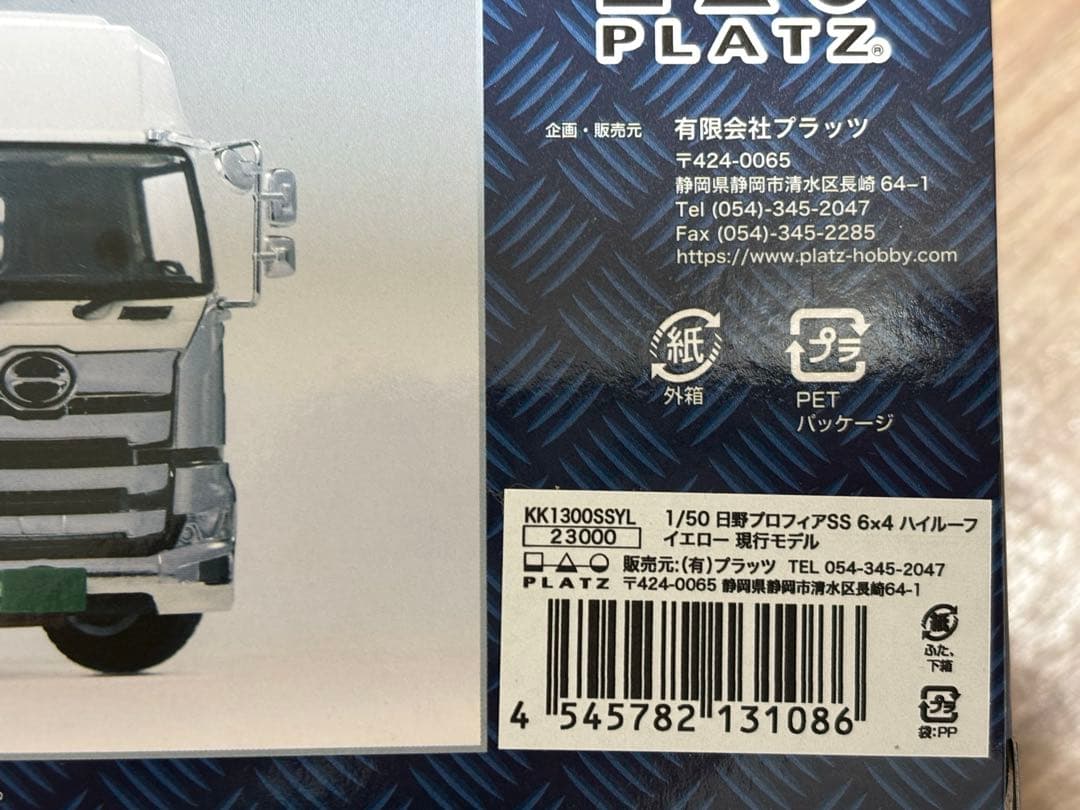 PLATZ®
企画・販売元 有限会社プラッツ
〒424-0065
静岡県静岡市清水区長崎 64-1
Tel (054)-345-2047
Fax (054)-345-2285
https://www.platz-hobby.com
紙 プラ
外箱 PET
パッケージ
KK1300SSYL 1/50 日野プロフィアSS 6×4 ハイルーフ
23000 イエロー 現行モデル
PLATZ 販売元:(有)プラッツ TEL 054-345-2047
〒424-0065 静岡県静岡市清水区長崎64-1
紙
ふた、
下箱
プラ
袋:PP
4 545782 131086